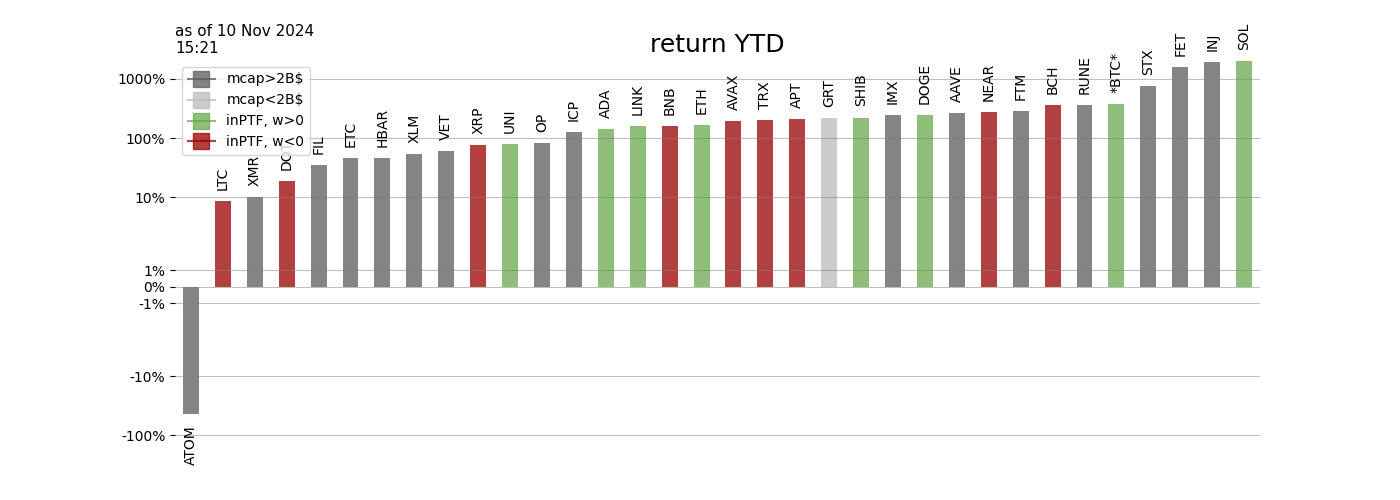 as of 10 Nov 2024
15:21
return YTD
mcap>2B$
mcap<2B$
inPTF, w>0
inPTF, w<0
1000%
100%
10%
1%
0%
-1%
-10%
-100%
ATOM
LTC
XMR
DOT
FIL
ETC
HBAR
XLM
VET
XRP
UNI
OP
ICP
ADA
LINK
BNB
ETH
AVAX
TRX
APT
GRT
SHIB
IMX
DOGE
AAVE
NEAR
FTM
BCH
RUNE
*BTC*
STX
FET
INJ
SOL